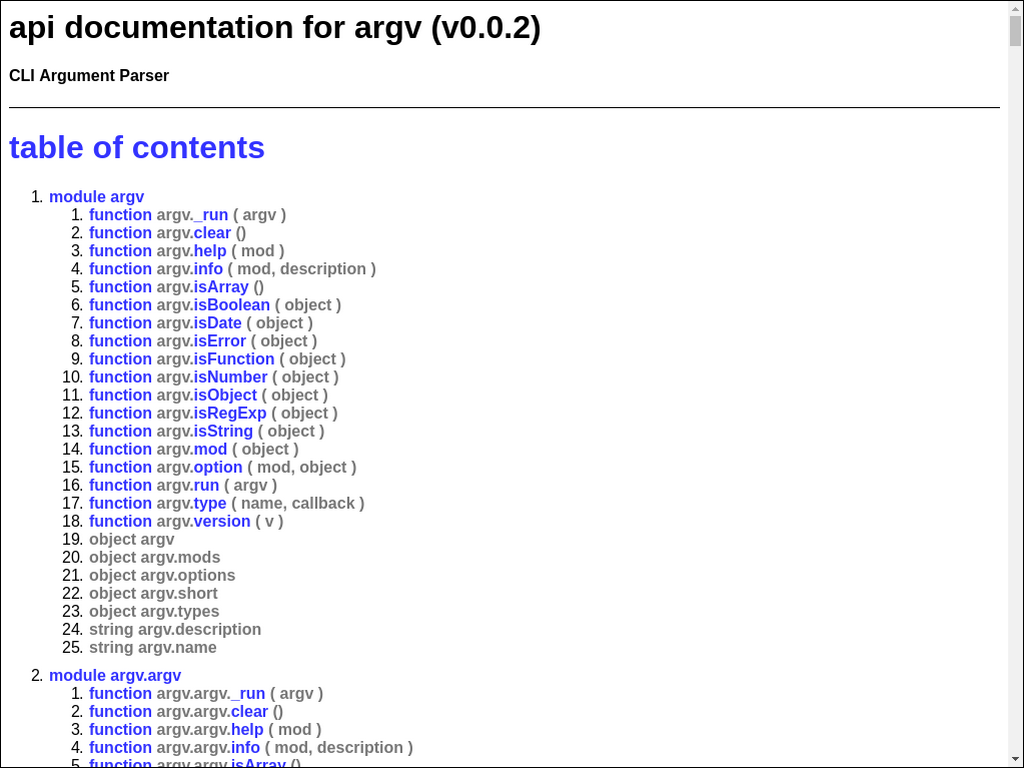 api documentation for argv (v0.0.2)
CLI Argument Parser
table of contents
1. module argv
1. function argv._run ( argv )
2. function argv.clear ()
3. function argv.help ( mod )
4. function argv.info ( mod, description )
5. function argv.isArray ()
6. function argv.isBoolean ( object )
7. function argv.isDate ( object )
8. function argv.isError ( object )
9. function argv.isFunction ( object )
10. function argv.isNumber ( object )
11. function argv.isObject ( object )
12. function argv.isRegExp ( object )
13. function argv.isString ( object )
14. function argv.mod ( object )
15. function argv.option ( mod, object )
16. function argv.run ( argv )
17. function argv.type ( name, callback )
18. function argv.version ( v )
19. object argv
20. object argv.mods
21. object argv.options
22. object argv.short
23. object argv.types
24. string argv.description
25. string argv.name
2. module argv.argv
1. function argv.argv._run ( argv )
2. function argv.argv.clear ()
3. function argv.argv.help ( mod )
4. function argv.argv.info ( mod, description )
5. function argv.argv.isArray ()